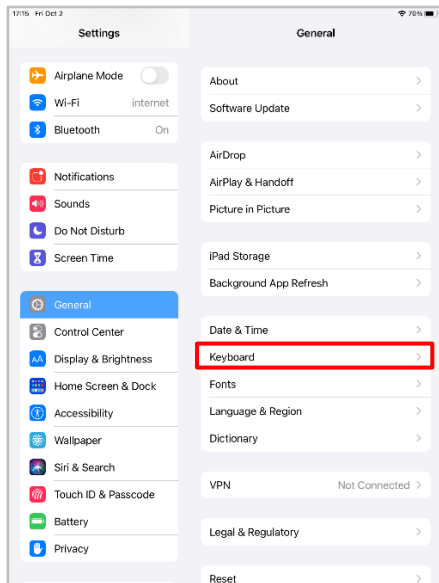 17:15 Fri Oct 2
70%
Settings
Airplane Mode
Wi-Fi internet
Bluetooth On
Notifications
Sounds
Do Not Disturb
Screen Time
General
Control Center
AA Display & Brightness
Home Screen & Dock
Accessibility
Wallpaper
Siri & Search
Touch ID & Passcode
Battery
Privacy
General
About
Software Update
AirDrop
AirPlay & Handoff
Picture in Picture
iPad Storage
Background App Refresh
Date & Time
Keyboard
Fonts
Language & Region
Dictionary
VPN Not Connected
Legal & Regulatory
Reset